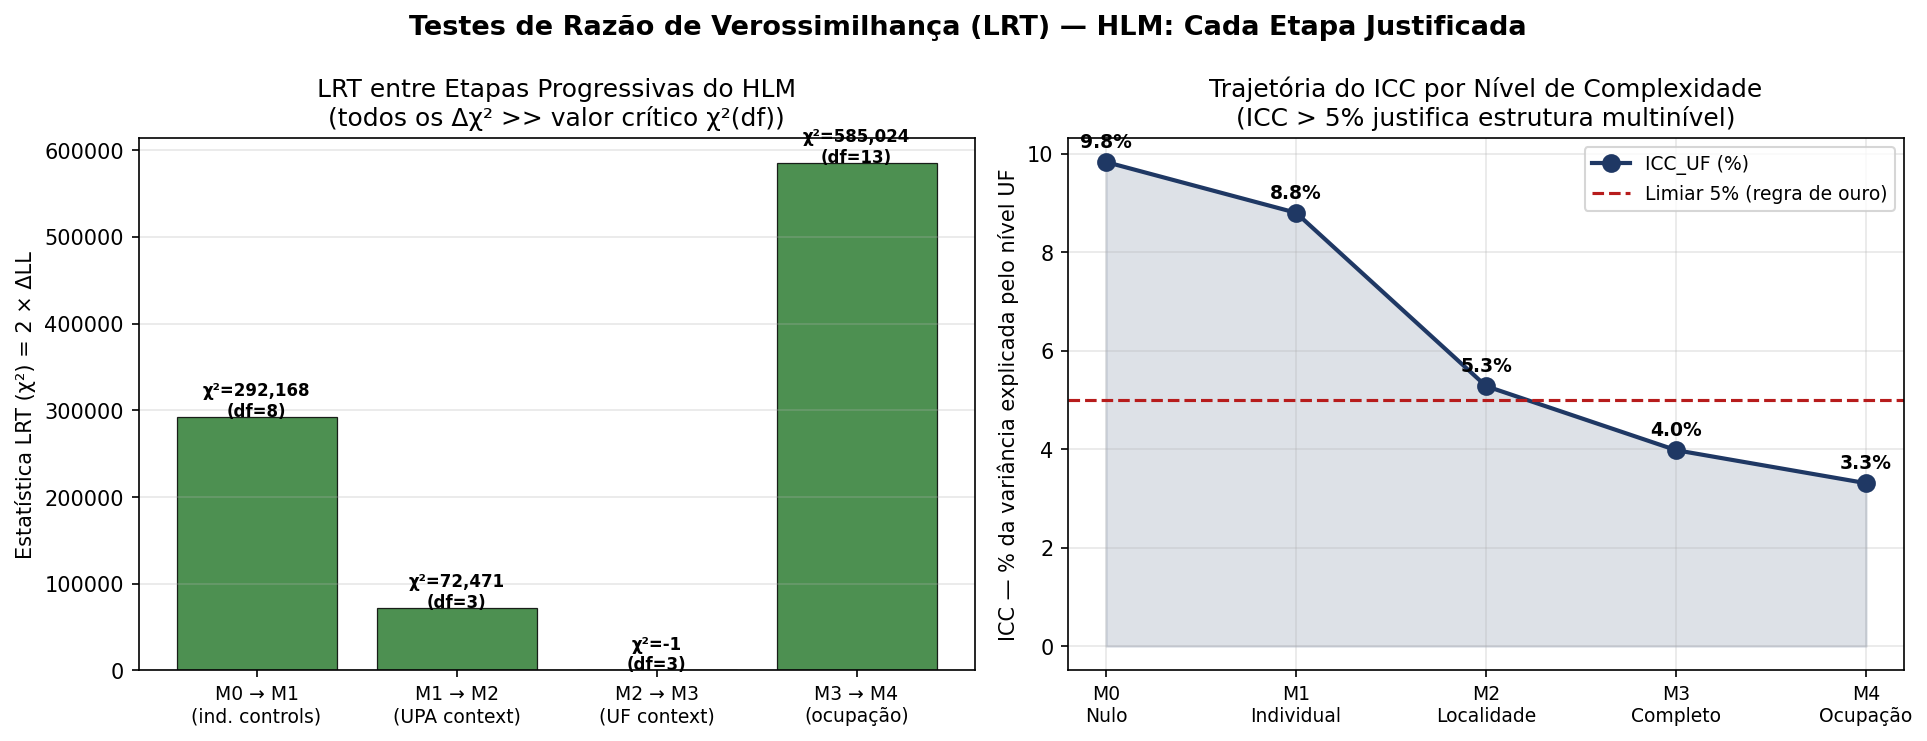 Testes de Razão de Verossimilhança (LRT) — HLM: Cada Etapa Justificada
LRT entre Etapas Progressivas do HLM
(todos os Δχ² >> valor crítico χ²(df))
Estatística LRT (χ²) = 2 × ΔLL
600000
500000
400000
300000
200000
100000
0
χ²=292,168
(df=8)
χ²=72,471
(df=3)
χ²=-1
(df=3)
χ²=585,024
(df=13)
M0 → M1
(ind. controls)
M1 → M2
(UPA context)
M2 → M3
(UF context)
M3 → M4
(ocupação)
Trajetória do ICC por Nível de Complexidade
(ICC > 5% justifica estrutura multinível)
ICC — % da variância explicada pelo nível UF
10
8
6
4
2
0
9.8%
8.8%
5.3%
4.0%
3.3%
ICC_UF (%)
Limiar 5% (regra de ouro)
M0
Nulo
M1
Individual
M2
Localidade
M3
Completo
M4
Ocupação